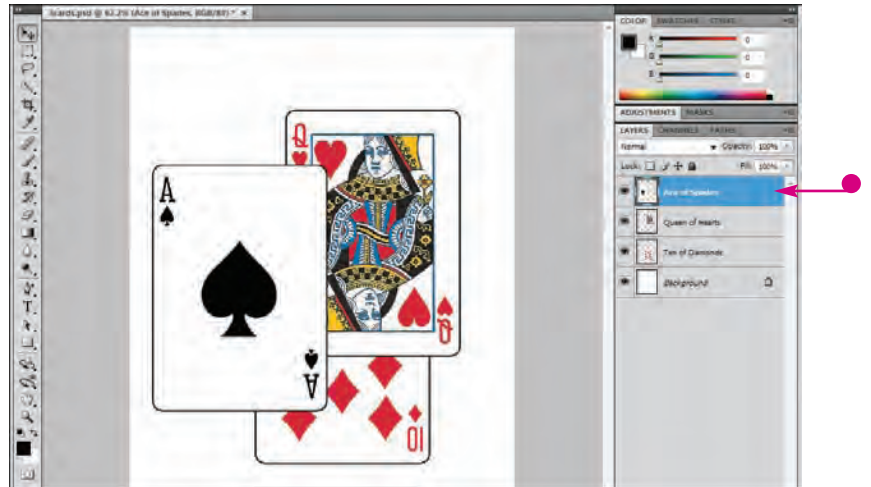 3cards.psd @ 62.2% (Ace of Spades, RGB/8#) * ×
COLOR SWATCHES STYLES
R 0
G 0
B 0
ADJUSTMENTS MASKS
LAYERS CHANNELS PATHS
Normal Opacity: 100%
Lock: Fill: 100%
Ace of Spades
Queen of Hearts
Ten of Diamonds
Background
Q
A
Q
A
10
T